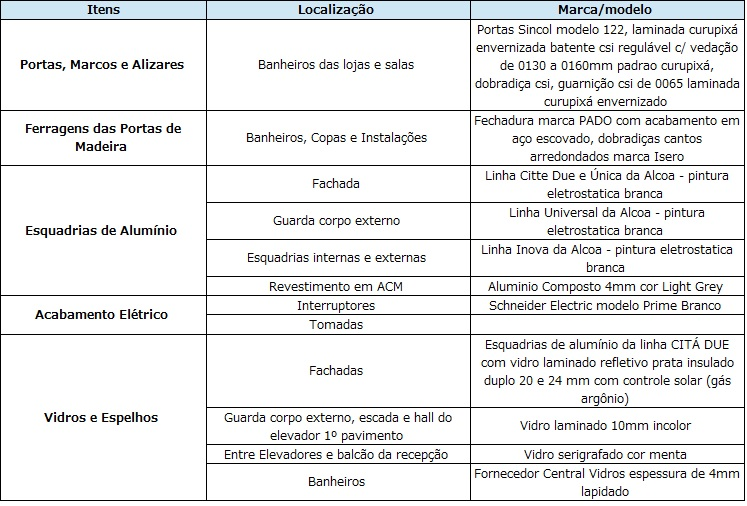 Itens
Localização
Marca/modelo
Portas, Marcos e Alizares
Banheiros das lojas e salas
Portas Sincol modelo 122, laminada curupixá
envernizada batente csi regulável c/ vedação
de 0130 a 0160mm padrao curupixá,
dobradiça csi, guarnição csi de 0065 laminada
curupixá envernizado
Ferragens das Portas de
Madeira
Banheiros, Copas e Instalações
Fechadura marca PADO com acabamento em
aço escovado, dobradiças cantos
arredondados marca Isero
Esquadrias de Alumínio
Fachada
Linha Citte Due e Única da Alcoa - pintura
eletrostatica branca
Guarda corpo externo
Linha Universal da Alcoa - pintura
eletrostatica branca
Esquadrias internas e externas
Linha Inova da Alcoa - pintura eletrostatica
branca
Revestimento em ACM
Aluminio Composto 4mm cor Light Grey
Acabamento Elétrico
Interruptores
Schneider Electric modelo Prime Branco
Tomadas
Vidros e Espelhos
Fachadas
Esquadrias de alumínio da linha CITÁ DUE
com vidro laminado refletivo prata insulado
duplo 20 e 24 mm com controle solar (gás
argônio)
Guarda corpo externo, escada e hall do
elevador 1º pavimento
Vidro laminado 10mm incolor
Entre Elevadores e balcão da recepção
Vidro serigrafado cor menta
Banheiros
Fornecedor Central Vidros espessura de 4mm
lapidado